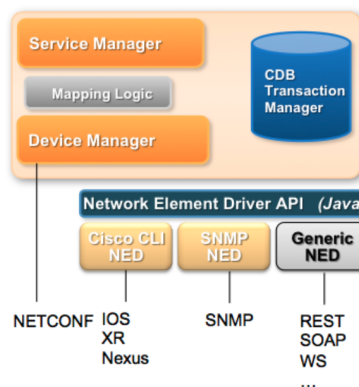 Service Manager
CDB
Transaction
Manager
Mapping Logic
Device Manager
Network Element Driver API (Java
Cisco CLI
NED
SNMP
NED
Generic
NED
NETCONF
IOS
XR
Nexus
SNMP
REST
SOAP
WS
...